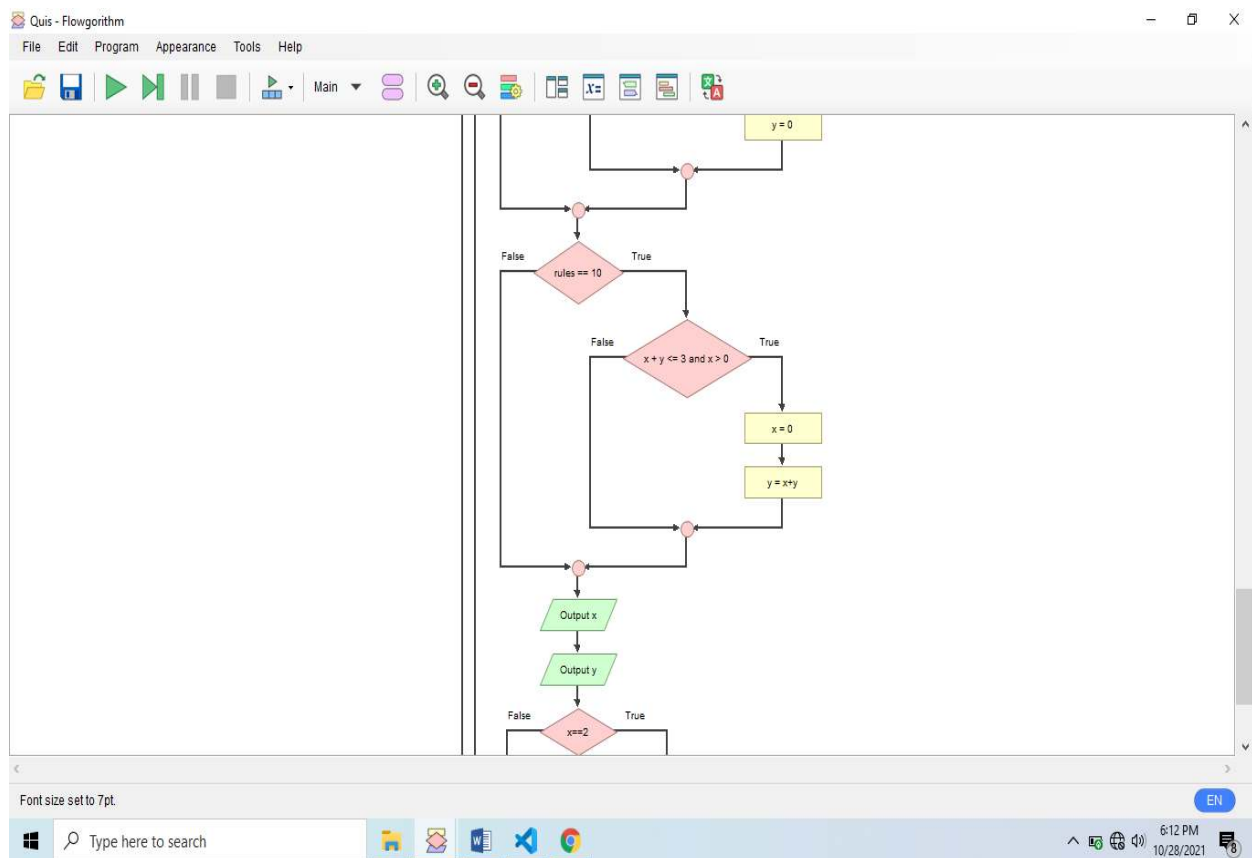 Quis - Flowgorithm
File Edit Program Appearance Tools Help
Main
x=
文
A
y = 0
False
True
rules == 10
False
True
x + y <= 3 and x > 0
x = 0
y = x+y
Output x
Output y
False
True
x==2
Font size set to 7pt.
EN
Type here to search
W
6:12 PM
10/28/2021
8